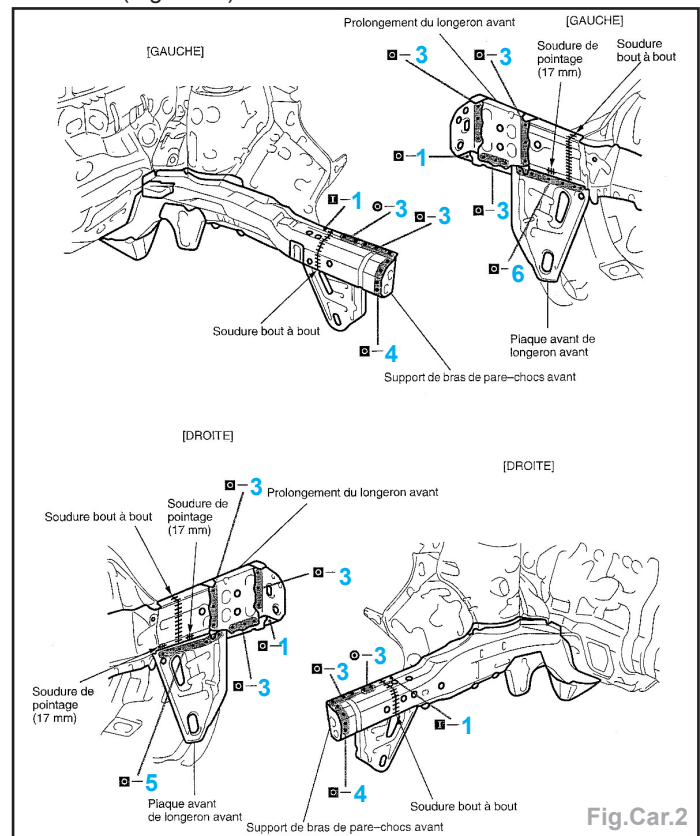 Prolongement du longeron avant
[GAUCHE]
[GAUCHE]
3
3
Soudure de
pointage
(17 mm)
Soudure
bout à bout
1
1
3
3
3
6
Soudure bout à bout
4
Plaque avant de
longeron avant
Support de bras de pare–chocs avant
[DROITE]
[DROITE]
3
Prolongement du longeron avant
Soudure bout à bout
Soudure de
pointage
(17 mm)
3
1
3
3
3
Soudure de
pointage
(17 mm)
1
5
4
Plaque avant
de longeron avant
Soudure bout à bout
Support de bras de pare–chocs avant
Fig.Car.2